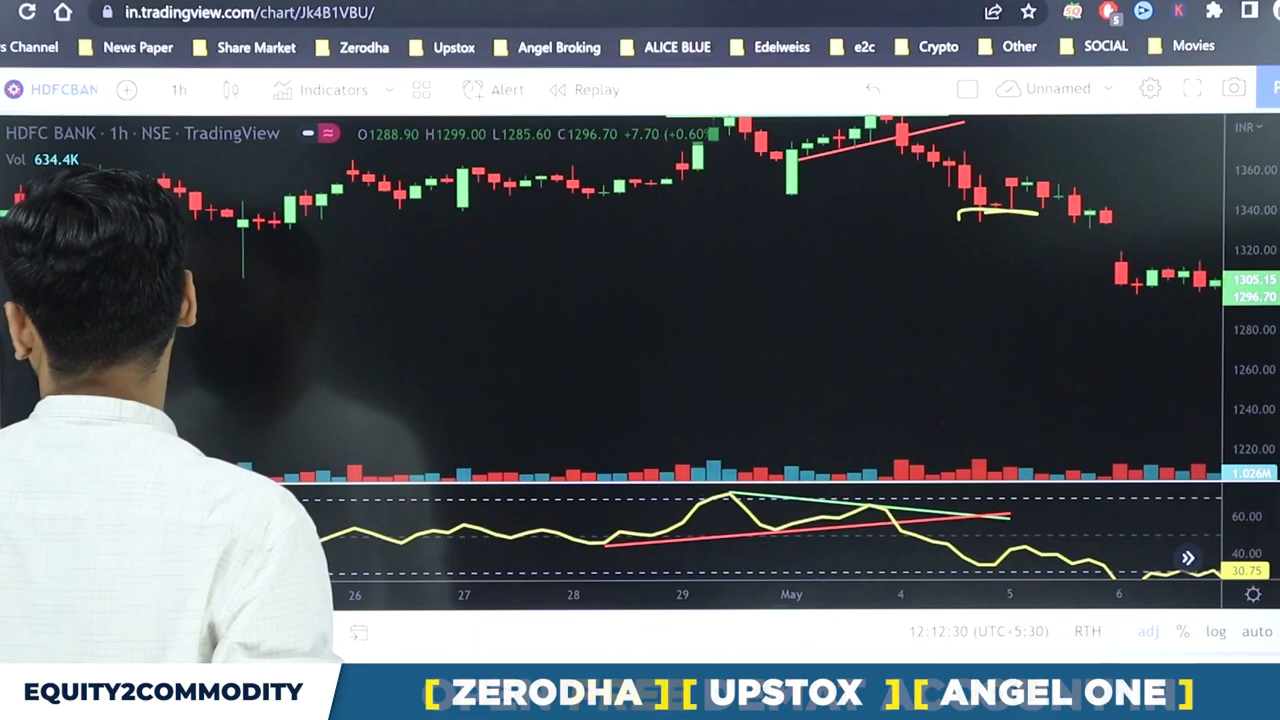 in.tradingview.com/chart/Jk4B1VBU/
s Channel News Paper Share Market Zerodha Upstox Angel Broking ALICE BLUE Edelweiss e2c Crypto Other SOCIAL Movies
HDFCBAN 1h Indicators Alert Replay Unnamed P
HDFC BANK · 1h · NSE · TradingView O1288.90 H1299.00 L1285.60 C1296.70 +7.70 (+0.60%
INR
Vol 634.4K
1360.00
1340.00
1320.00
1305.15
1296.70
1280.00
1260.00
1240.00
1220.00
1.026M
60.00
40.00
30.75
26 27 28 29 May 4 5 6
12:12:30 (UTC+5:30) RTH adj % log auto
EQUITY2COMMODITY [ ZERODHA ][ UPSTOX ][ ANGEL ONE ]